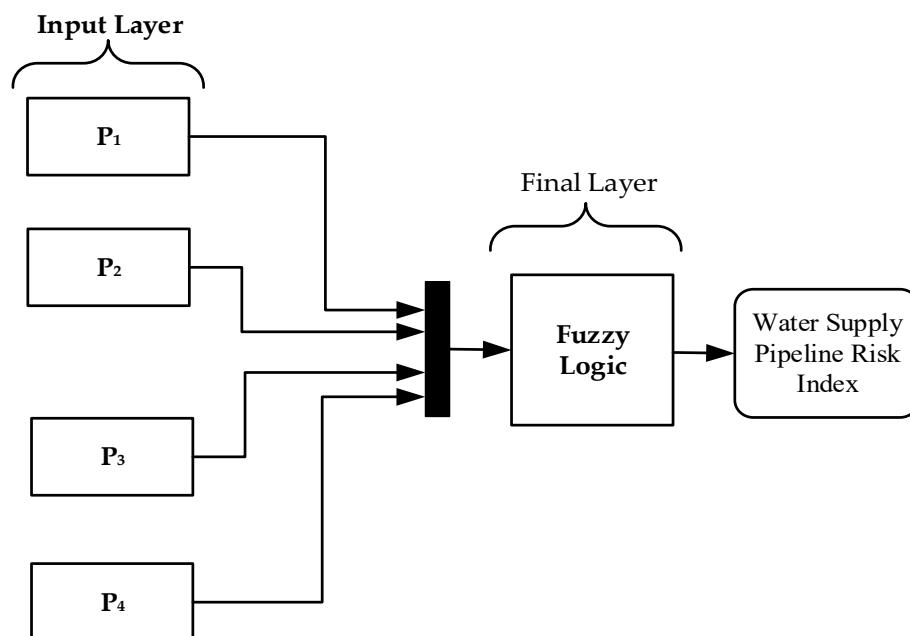 Input Layer
P₁
P₂
P₃
P₄
Final Layer
Fuzzy
Logic
Water Supply
Pipeline Risk
Index